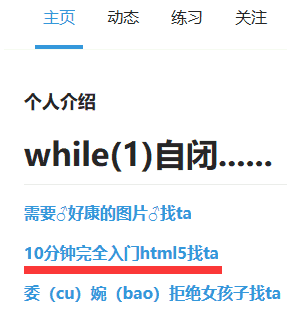 主页 动态 练习 关注
个人介绍
while(1)自闭......
需要♂好康的图片♂找ta
10分钟完全入门html5找ta
委（cu）婉（bao）拒绝女孩子找ta